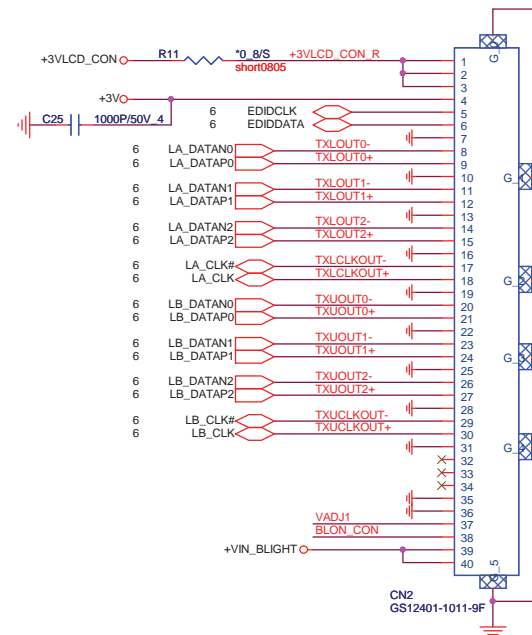 R11 *0_8/S +3VLCD_CON_R
+3VLCD_CON short0805 1
2
3
+3V 4
C25 1000P/50V_4 6 EDIDCLK 5
6 EDIDDATA 6
7
6 LA_DATAN0 TXLOUT0- 8
6 LA_DATAP0 TXLOUT0+ 9
10
6 LA_DATAN1 TXLOUT1- 11
6 LA_DATAP1 TXLOUT1+ 12
13
6 LA_DATAN2 TXLOUT2- 14
6 LA_DATAP2 TXLOUT2+ 15
16
6 LA_CLK# TXLCLKOUT- 17
6 LA_CLK TXLCLKOUT+ 18
19
6 LB_DATAN0 TXUOUT0- 20
6 LB_DATAP0 TXUOUT0+ 21
22
6 LB_DATAN1 TXUOUT1- 23
6 LB_DATAP1 TXUOUT1+ 24
25
6 LB_DATAN2 TXUOUT2- 26
6 LB_DATAP2 TXUOUT2+ 27
28
6 LB_CLK# TXUCLKOUT- 29
6 LB_CLK TXUCLKOUT+ 30
31
32
33
34
35
36
VADJ1 37
BLON_CON 38
+VIN_BLIGHT 39
40
G_5
CN2
GS12401-1011-9F